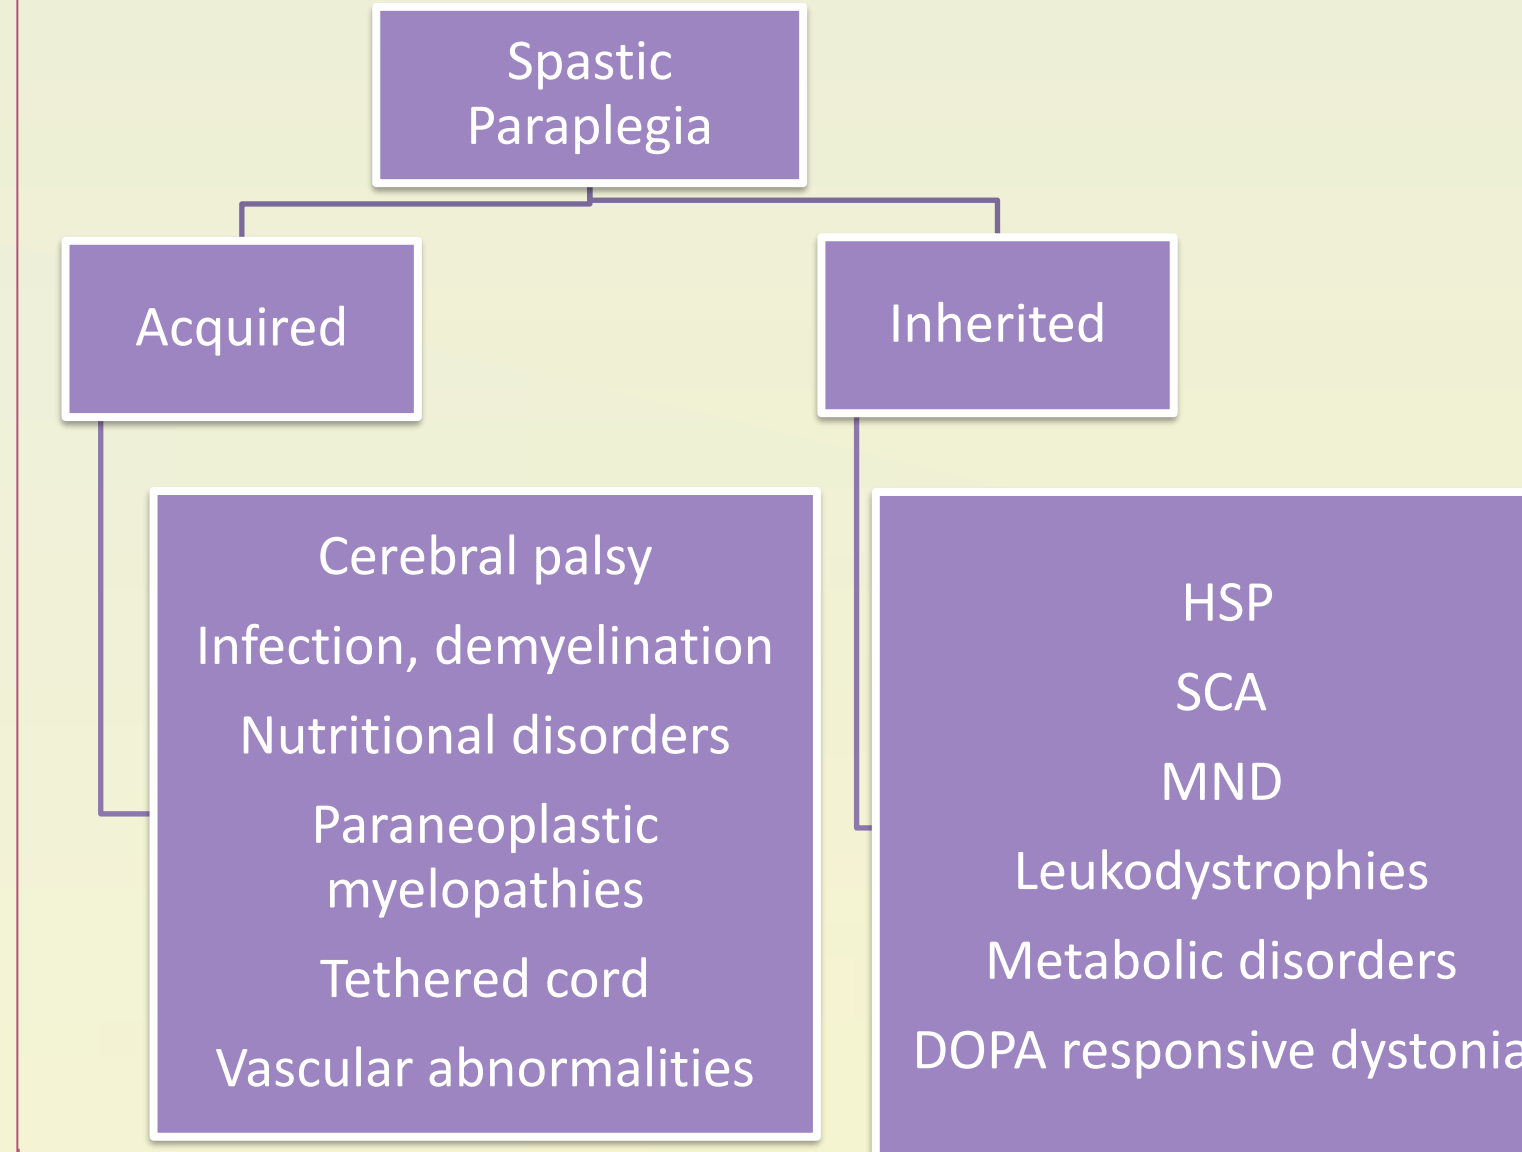 Spastic
Paraplegia
Acquired
Inherited
Cerebral palsy
Infection, demyelination
Nutritional disorders
Paraneoplastic
myelopathies
Tethered cord
Vascular abnormalities
HSP
SCA
MND
Leukodystrophies
Metabolic disorders
DOPA responsive dystonia